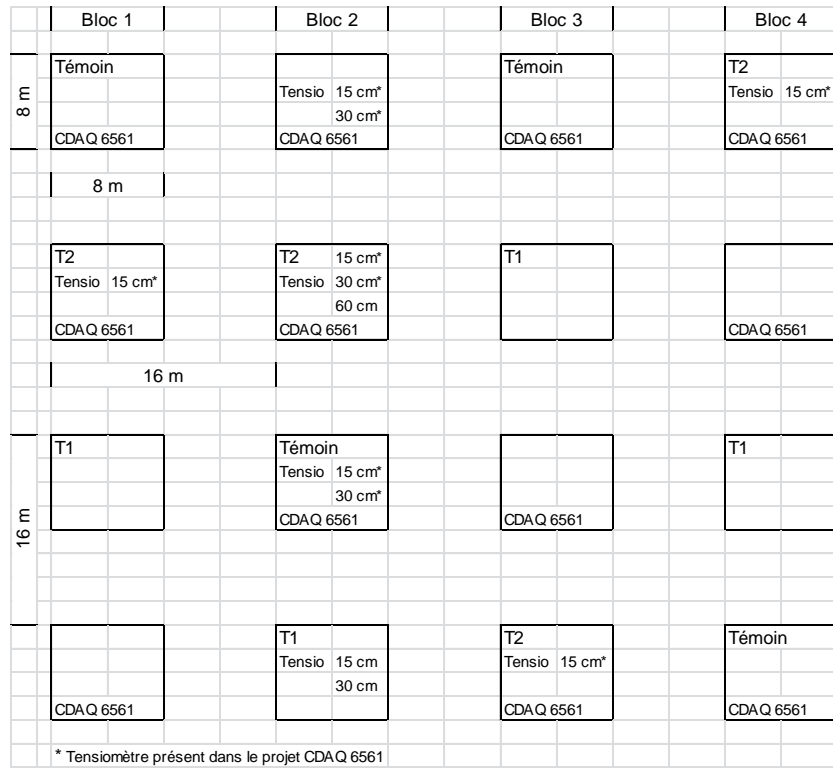 Bloc 1 Bloc 2 Bloc 3 Bloc 4
8 m
Témoin Témoin T2
Tensio 15 cm* Tensio 15 cm*
30 cm*
CDAQ 6561 CDAQ 6561 CDAQ 6561 CDAQ 6561
8 m
T2 T2 15 cm* T1
Tensio 15 cm* Tensio 30 cm*
60 cm
CDAQ 6561 CDAQ 6561 CDAQ 6561
16 m
T1 Témoin T1
Tensio 15 cm*
30 cm*
CDAQ 6561 CDAQ 6561
16 m
T1 T2 Témoin
Tensio 15 cm Tensio 15 cm*
30 cm
CDAQ 6561 CDAQ 6561 CDAQ 6561
* Tensiomètre présent dans le projet CDAQ 6561